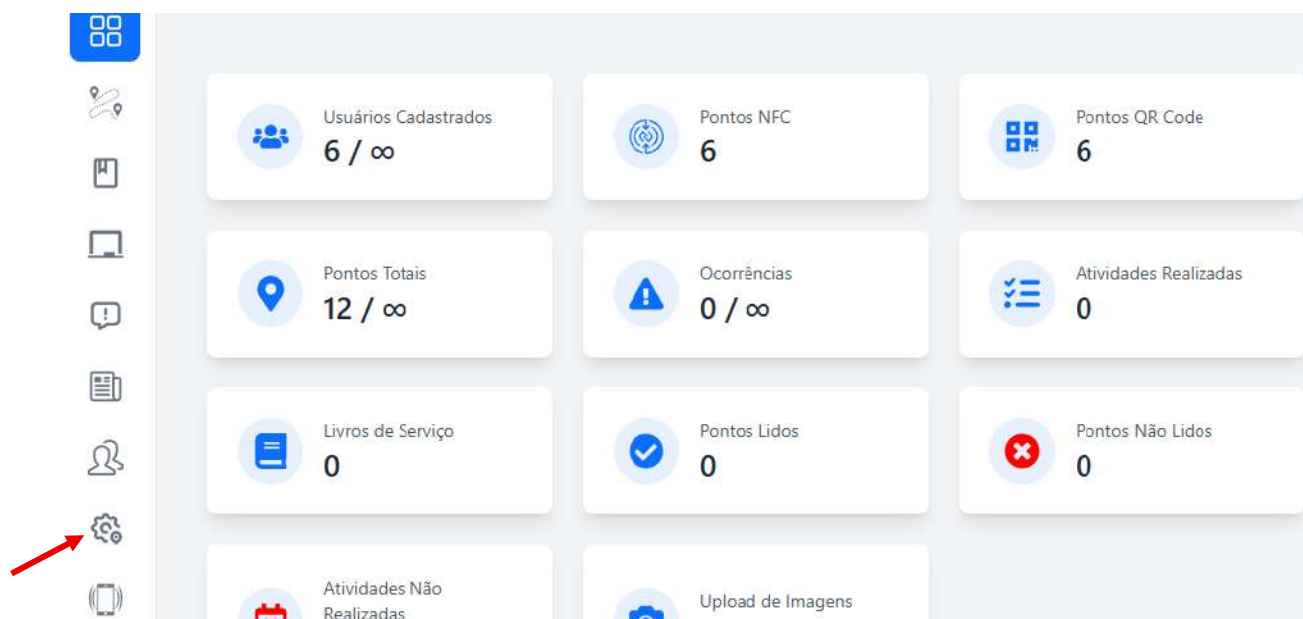 Usuários Cadastrados
6 / ∞
Pontos NFC
6
Pontos QR Code
6
Pontos Totais
12 / ∞
Ocorrências
0 / ∞
Atividades Realizadas
0
Livros de Serviço
0
Pontos Lidos
0
Pontos Não Lidos
0
Atividades Não
Realizadas
Upload de Imagens